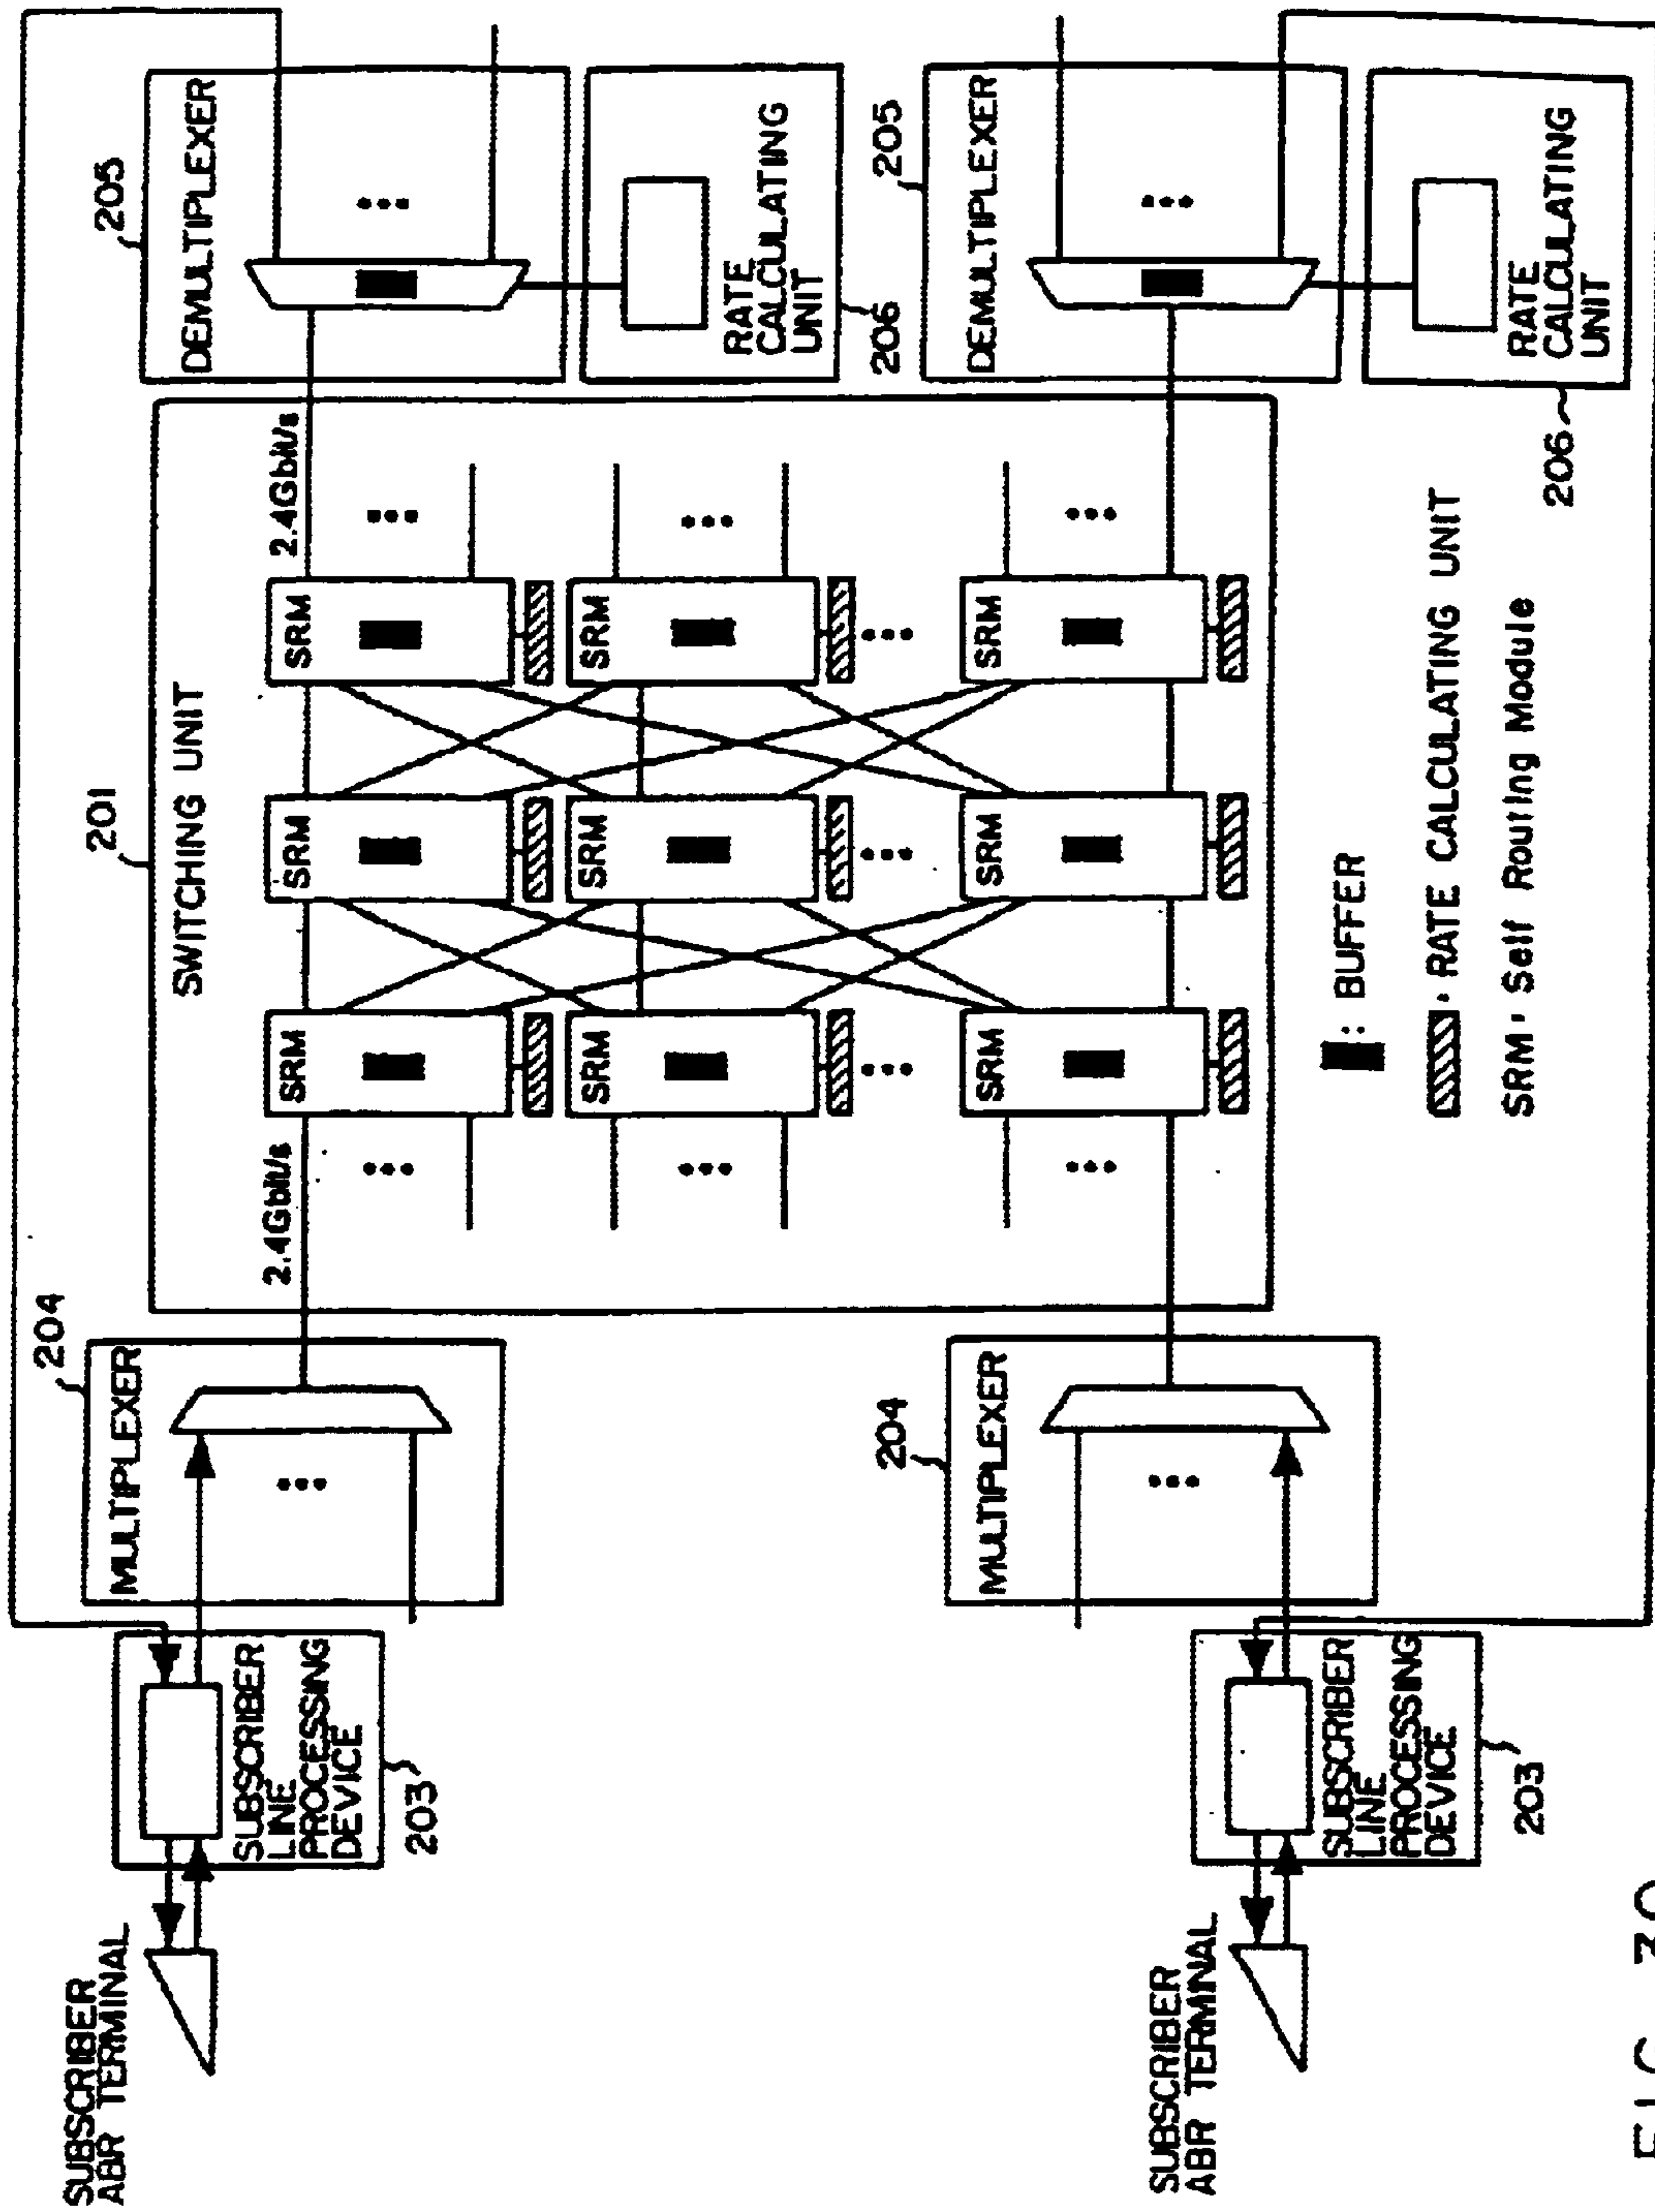 201
SWITCHING UNIT
204
MULTIPLEXER
2.4Gbit/s
SRM
SRM
SRM
2.4Gbit/s
205
DEMULTIPLEXER
SUBSCRIBER
ABR TERMINAL
SUBSCRIBER
LINE
PROCESSING
DEVICE
203
SRM
SRM
SRM
RATE
CALCULATING
UNIT
206
204
MULTIPLEXER
SRM
SRM
SRM
205
DEMULTIPLEXER
SUBSCRIBER
ABR TERMINAL
SUBSCRIBER
LINE
PROCESSING
DEVICE
203
: BUFFER
: RATE CALCULATING UNIT
SRM : Self Routing Module
RATE
CALCULATING
UNIT
206
FIG. 30